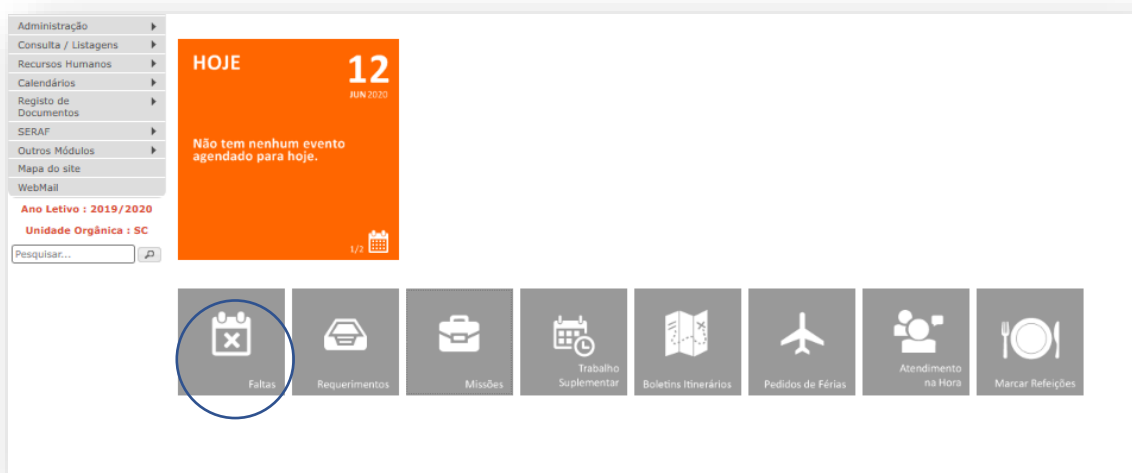 Administração
Consulta / Listagens
Recursos Humanos
Calendários
Registo de
Documentos
SERAF
Outros Módulos
Mapa do site
WebMail
Ano Letivo : 2019/2020
Unidade Orgânica : SC
Pesquisar...
HOJE
12
JUN 2020
Não tem nenhum evento
agendado para hoje.
1/2
Faltas
Requerimentos
Missões
Trabalho
Suplementar
Boletins Itinerários
Pedidos de Férias
Atendimento
na Hora
Marcar Refeições